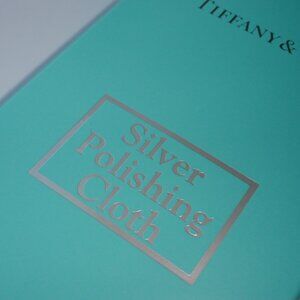 TIFFANY &
Silver
Polishing
Cloth